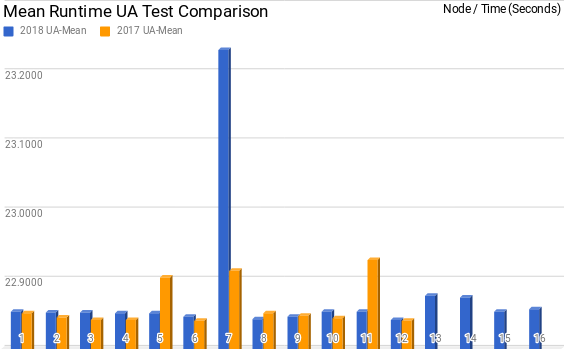 Mean Runtime UA Test Comparison
Node / Time (Seconds)
2018 UA-Mean 2017 UA-Mean
23.2000
23.1000
23.0000
22.9000
1 2 3 4 5 6 7 8 9 10 11 12 13 14 15 16